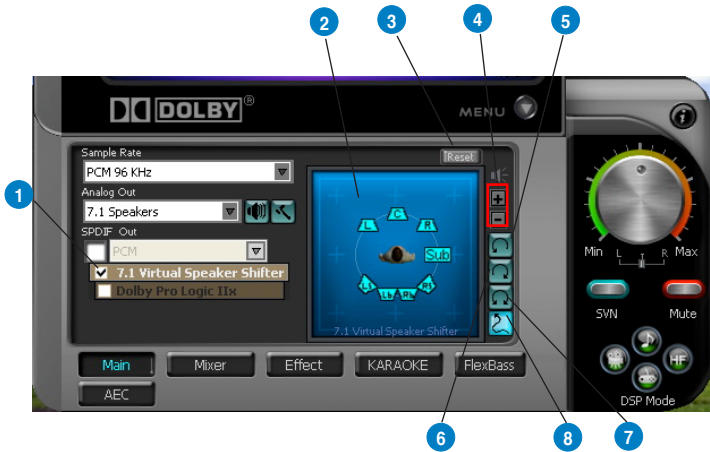 2
3
4
5
DOLBY®
MENU
i
Sample Rate
PCM 96 KHz
Reset
Analog Out
7.1 Speakers
1
SPDIF Out
PCM
7.1 Virtual Speaker Shifter
Dolby Pro Logic IIx
L
C
R
Sub
Ls
Lb
Rb
Rs
7.1 Virtual Speaker Shifter
+
-
Min
L
R
Max
SVN
Mute
HF
DSP Mode
Main
Mixer
Effect
KARAOKE
FlexBass
AEC
6
8
7